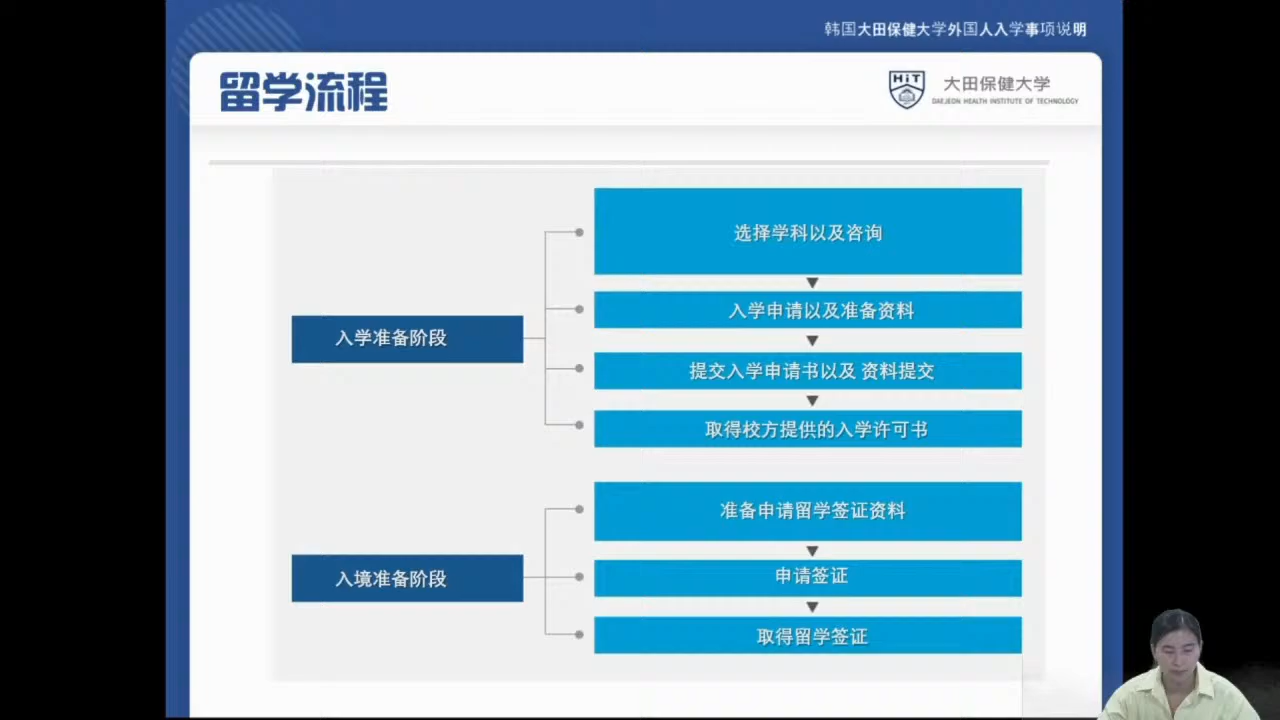 韩国大田保健大学外国人入学事项说明
留学流程
HiT
大田保健大学
DAEJEON HEALTH INSTITUTE OF TECHNOLOGY
入学准备阶段
选择学科以及咨询
入学申请以及准备资料
提交入学申请书以及 资料提交
取得校方提供的入学许可书
入境准备阶段
准备申请留学签证资料
申请签证
取得留学签证